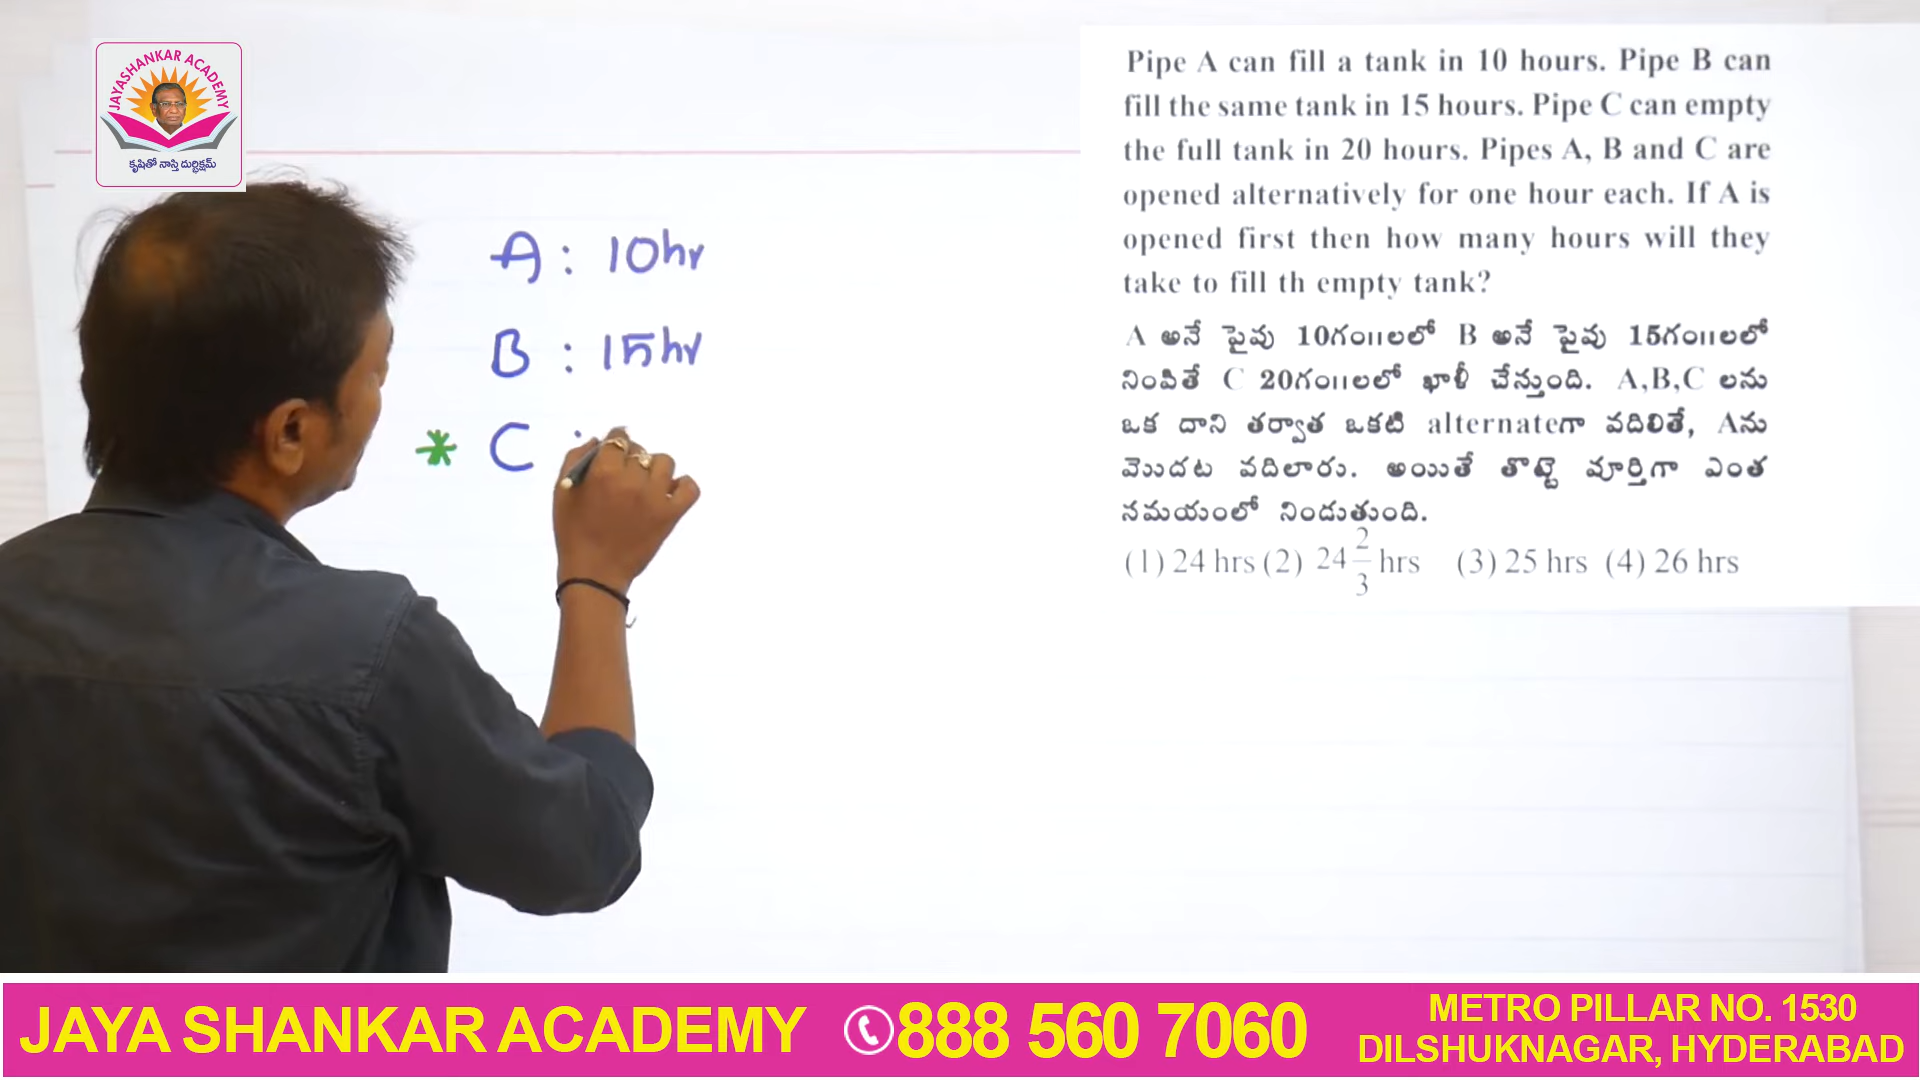 JAYASHANKAR ACADEMY
కృషితో నాస్తి దుర్భిక్షమ్
A : 10hr
B : 15hr
* C :
Pipe A can fill a tank in 10 hours. Pipe B can
fill the same tank in 15 hours. Pipe C can empty
the full tank in 20 hours. Pipes A, B and C are
opened alternatively for one hour each. If A is
opened first then how many hours will they
take to fill th empty tank?
A అనే పైపు 10గం॥లలో B అనే పైపు 15గం॥లలో
నింపితే C 20గం॥లలో ఖాళీ చేస్తుంది. A,B,C లను
ఒక దాని తర్వాత ఒకటి alternateగా వదిలితే, Aను
మొదట వదిలారు. అయితే తొట్టె పూర్తిగా ఎంత
సమయంలో నిండుతుంది.
(1) 24 hrs (2) 24 2/3 hrs (3) 25 hrs (4) 26 hrs
JAYA SHANKAR ACADEMY 888 560 7060
METRO PILLAR NO. 1530
DILSHUKNAGAR, HYDERABAD